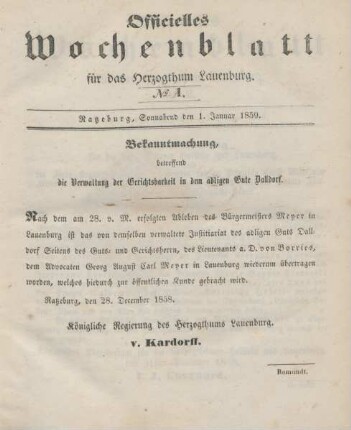 Officielles
Wochenblatt
für das Herzogthum Lauenburg.
No 1.
Ratzeburg, Sonnabend den 1. Januar 1859.
Bekanntmachung,
betreffend
die Verwaltung der Gerichtsbarkeit in dem adligen Gute Dalldorf.
Nach dem am 28. v. M. erfolgten Ableben des Bürgermeisters Meyer in
Lauenburg ist das von demselben verwaltete Justitiariat des adligen Guts Dall-
dorf Seitens des Guts- und Gerichtsherrn, des Lieutenants a. D. von Borries,
dem Advocaten Georg August Carl Meyer in Lauenburg wiederum übertragen
worden, welches hiedurch zur öffentlichen Kunde gebracht wird.
Ratzeburg, den 28. December 1858.
Königliche Regierung des Herzogthums Lauenburg.
v. Kardorff.